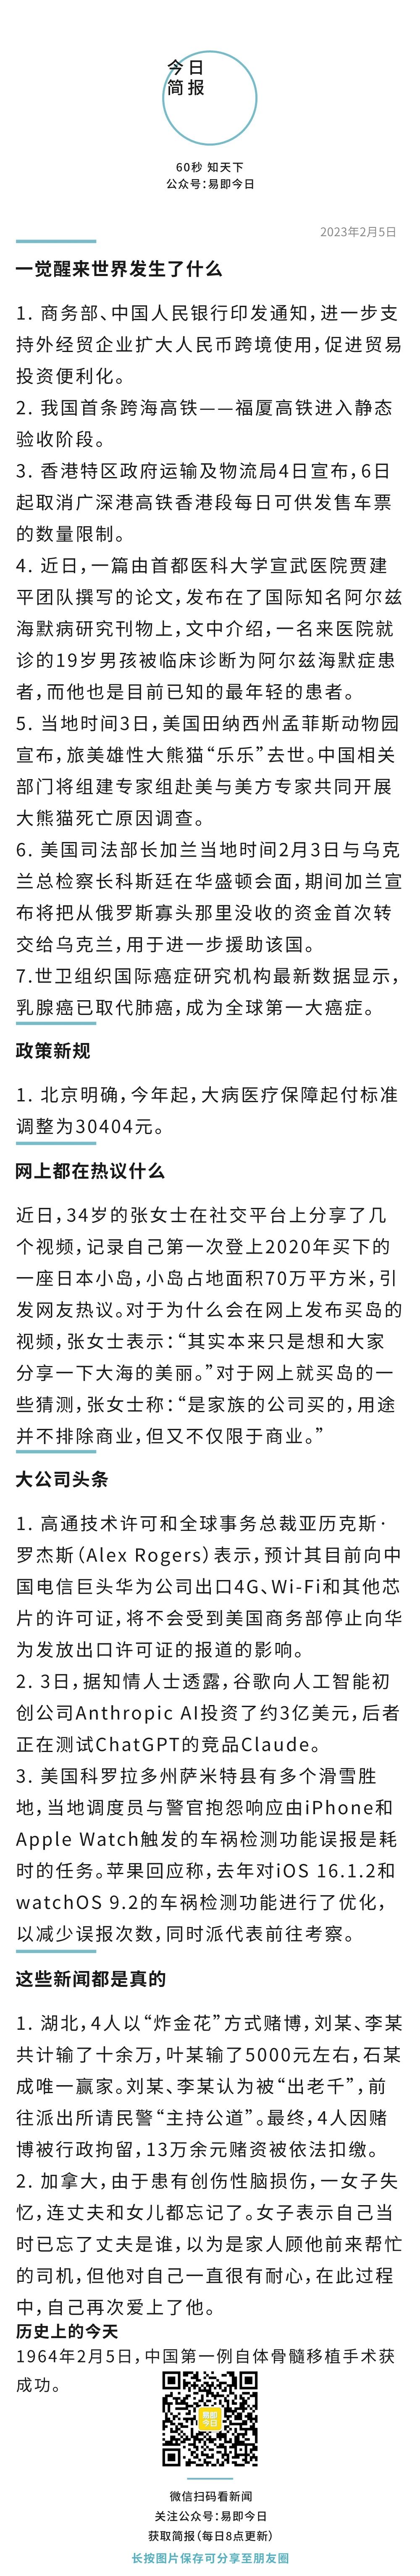 今日
简报
60秒 知天下
公众号：易即今日
2023年2月5日
一觉醒来世界发生了什么
1. 商务部、中国人民银行印发通知，进一步支
持外经贸企业扩大人民币跨境使用，促进贸易
投资便利化。
2. 我国首条跨海高铁——福厦高铁进入静态
验收阶段。
3. 香港特区政府运输及物流局4日宣布，6日
起取消广深港高铁香港段每日可供发售车票
的数量限制。
4. 近日，一篇由首都医科大学宣武医院贾建
平团队撰写的论文，发布在了国际知名阿尔兹
海默病研究刊物上，文中介绍，一名来医院就
诊的19岁男孩被临床诊断为阿尔兹海默症患
者，而他也是目前已知的最年轻的患者。
5. 当地时间3日，美国田纳西州孟菲斯动物园
宣布，旅美雄性大熊猫“乐乐”去世。中国相关
部门将组建专家组赴美与美方专家共同开展
大熊猫死亡原因调查。
6. 美国司法部长加兰当地时间2月3日与乌克
兰总检察长科斯廷在华盛顿会面，期间加兰宣
布将把从俄罗斯寡头那里没收的资金首次转
交给乌克兰，用于进一步援助该国。
7.世卫组织国际癌症研究机构最新数据显示，
乳腺癌已取代肺癌，成为全球第一大癌症。
政策新规
1. 北京明确，今年起，大病医疗保障起付标准
调整为30404元。
网上都在热议什么
近日，34岁的张女士在社交平台上分享了几
个视频，记录自己第一次登上2020年买下的
一座日本小岛，小岛占地面积70万平方米，引
发网友热议。对于为什么会在网上发布买岛的
视频，张女士表示：“其实本来只是想和大家
分享一下大海的美丽。”对于网上就买岛的一
些猜测，张女士称：“是家族的公司买的，用途
并不排除商业，但又不仅限于商业。”
大公司头条
1. 高通技术许可和全球事务总裁亚历克斯·
罗杰斯（Alex Rogers）表示，预计其目前向中
国电信巨头华为公司出口4G、Wi-Fi和其他芯
片的许可证，将不会受到美国商务部停止向华
为发放出口许可证的报道的影响。
2. 3日，据知情人士透露，谷歌向人工智能初
创公司Anthropic AI投资了约3亿美元，后者
正在测试ChatGPT的竞品Claude。
3. 美国科罗拉多州萨米特县有多个滑雪胜
地，当地调度员与警官抱怨响应由iPhone和
Apple Watch触发的车祸检测功能误报是耗
时的任务。苹果回应称，去年对iOS 16.1.2和
watchOS 9.2的车祸检测功能进行了优化，
以减少误报次数，同时派代表前往考察。
这些新闻都是真的
1. 湖北，4人以“炸金花”方式赌博，刘某、李某
共计输了十余万，叶某输了5000元左右，石某
成唯一赢家。刘某、李某认为被“出老千”，前
往派出所请民警“主持公道”。最终，4人因赌
博被行政拘留，13万余元赌资被依法扣缴。
2. 加拿大，由于患有创伤性脑损伤，一女子失
忆，连丈夫和女儿都忘记了。女子表示自己当
时已忘了丈夫是谁，以为是家人顾他前来帮忙
的司机，但他对自己一直很有耐心，在此过程
中，自己再次爱上了他。
历史上的今天
1964年2月5日，中国第一例自体骨髓移植手术获
成功。
易即
今日
微信扫码看新闻
关注公众号：易即今日
获取简报（每日8点更新）
长按图片保存可分享至朋友圈